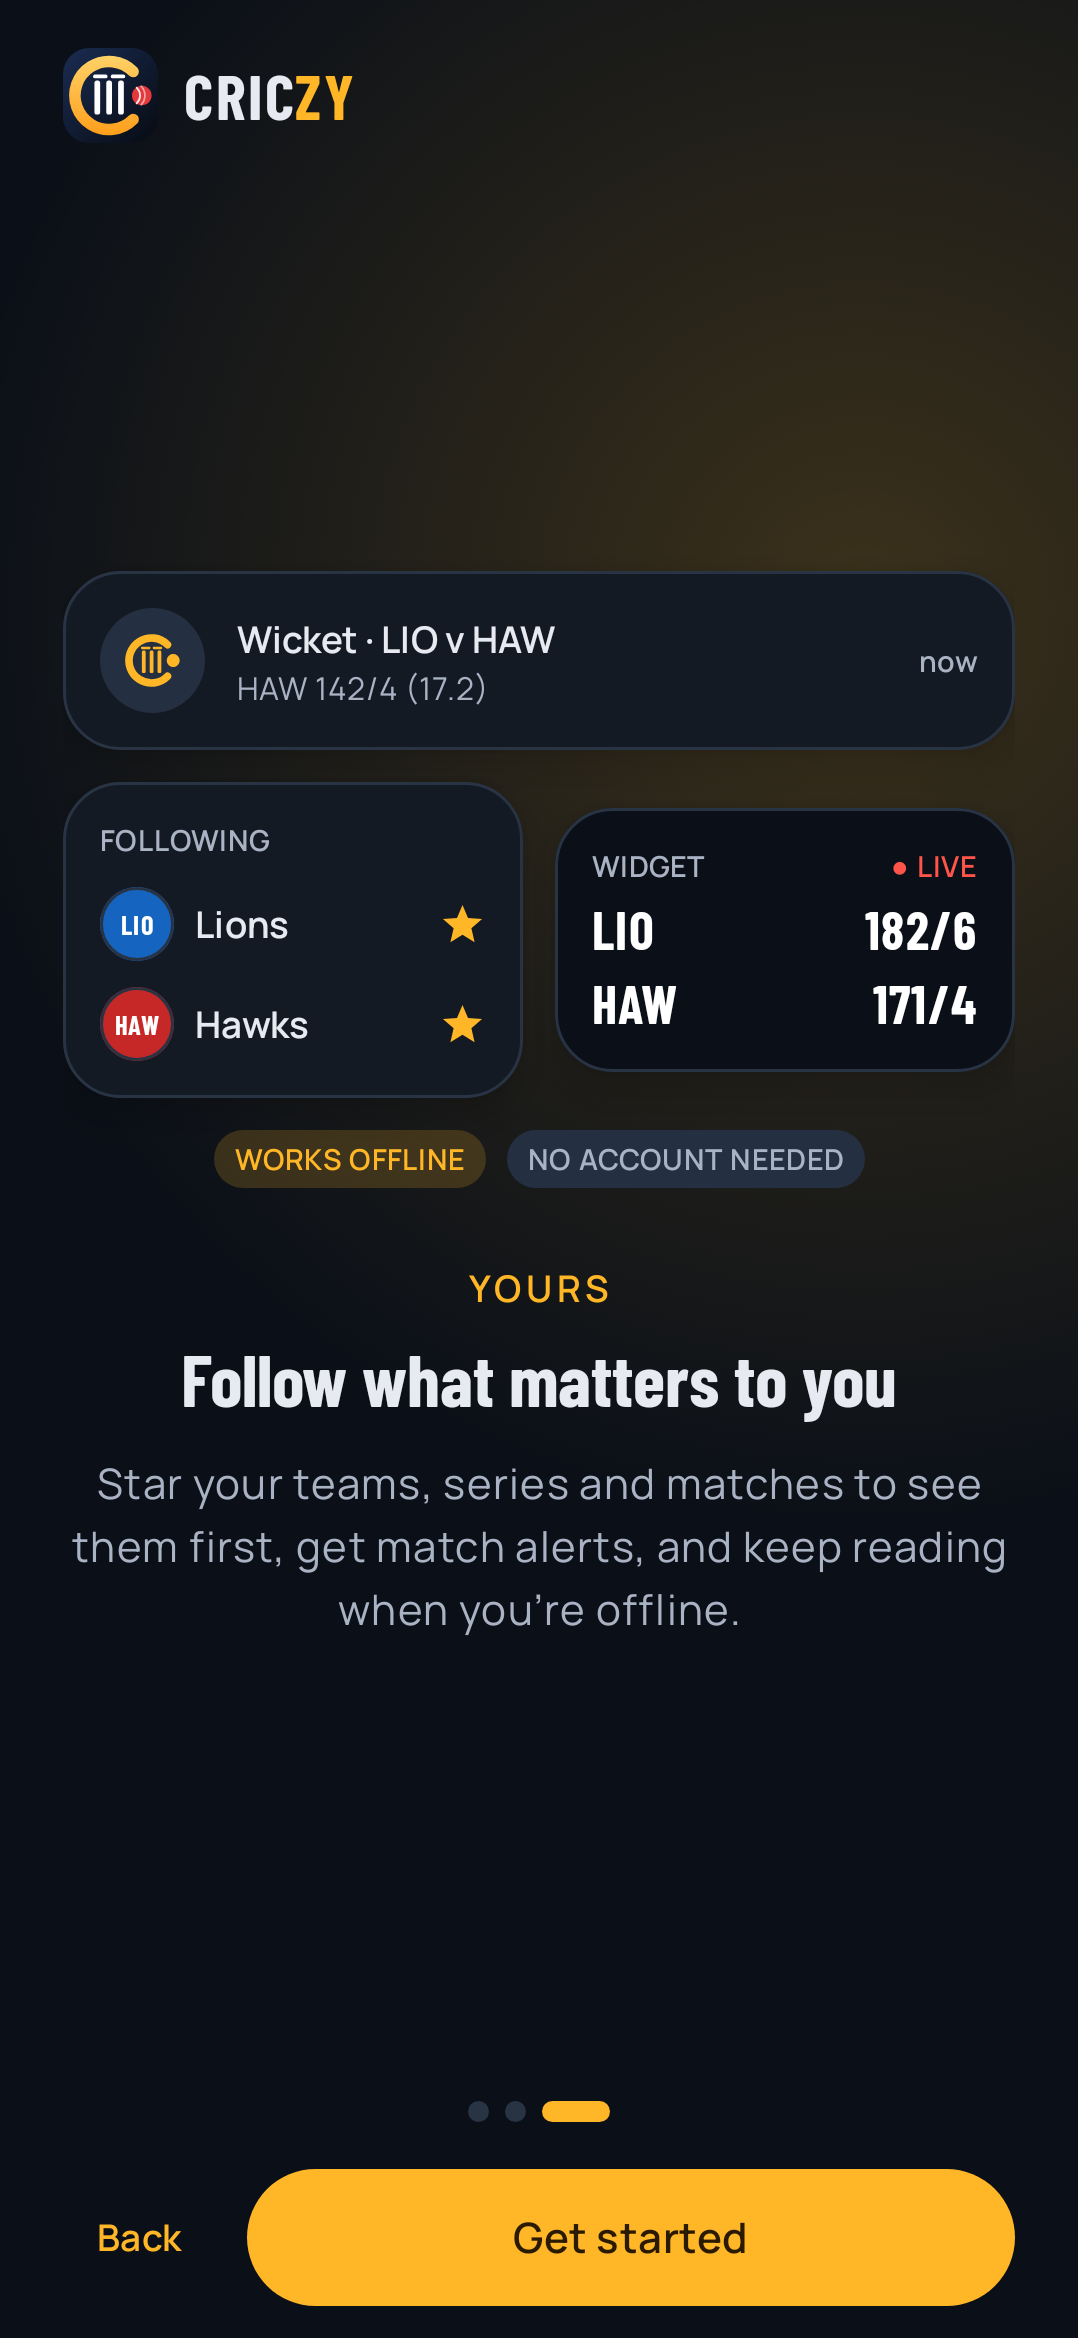 CRICZY
Wicket · LIO v HAW
HAW 142/4 (17.2)
now
FOLLOWING
LIO Lions
HAW Hawks
WIDGET ● LIVE
LIO 182/6
HAW 171/4
WORKS OFFLINE NO ACCOUNT NEEDED
YOURS
Follow what matters to you
Star your teams, series and matches to see
them first, get match alerts, and keep reading
when you’re offline.
Back Get started